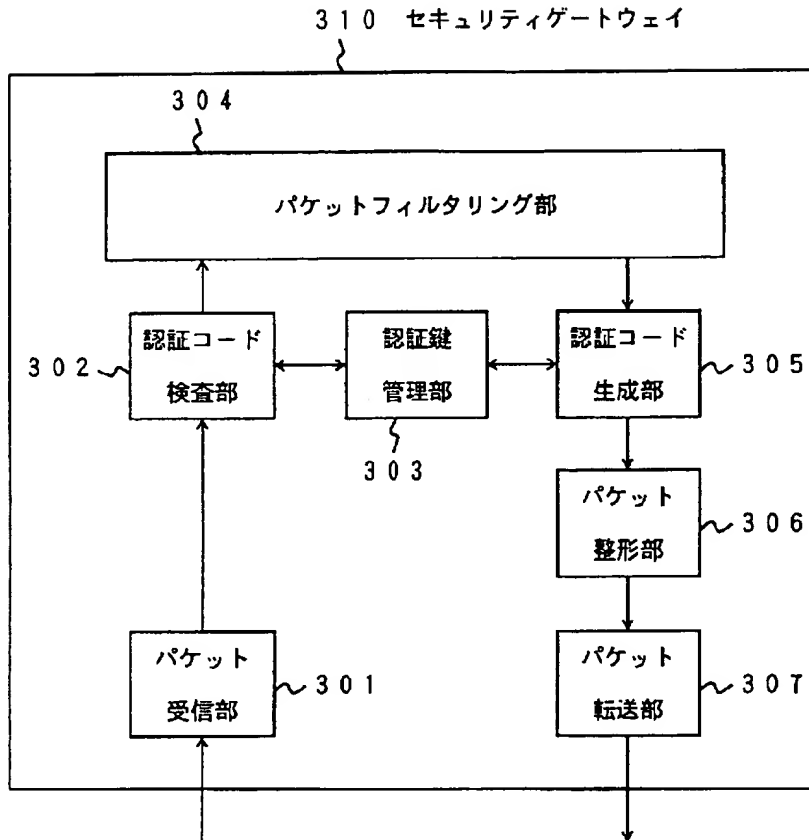 310 セキュリティゲートウェイ
304
パケットフィルタリング部
302
認証コード
検査部
認証鍵
管理部
303
認証コード
生成部
305
パケット
整形部
306
パケット
受信部
301
パケット
転送部
307